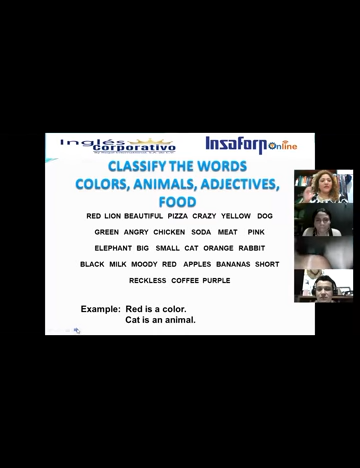 Inglés Corporativo
Insaforp Online
CLASSIFY THE WORDS
COLORS, ANIMALS, ADJECTIVES,
FOOD
RED LION BEAUTIFUL PIZZA CRAZY YELLOW DOG
GREEN ANGRY CHICKEN SODA MEAT PINK
ELEPHANT BIG SMALL CAT ORANGE RABBIT
BLACK MILK MOODY RED APPLES BANANAS SHORT
RECKLESS COFFEE PURPLE
Example: Red is a color.
Cat is an animal.